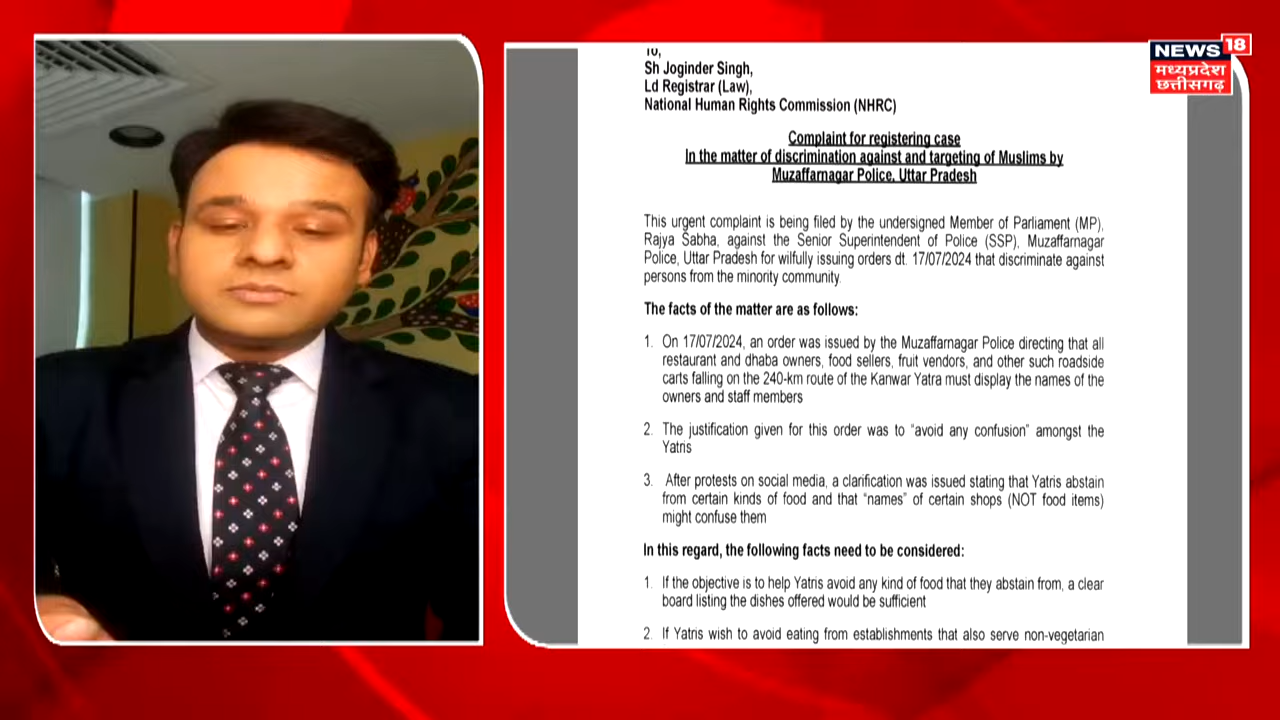 NEWS 18
मध्यप्रदेश
छत्तीसगढ़
To,
Sh Joginder Singh,
Ld Registrar (Law),
National Human Rights Commission (NHRC)
Complaint for registering case
In the matter of discrimination against and targeting of Muslims by
Muzaffarnagar Police, Uttar Pradesh
This urgent complaint is being filed by the undersigned Member of Parliament (MP),
Rajya Sabha, against the Senior Superintendent of Police (SSP), Muzaffarnagar
Police, Uttar Pradesh for wilfully issuing orders dt. 17/07/2024 that discriminate against
persons from the minority community.
The facts of the matter are as follows:
1. On 17/07/2024, an order was issued by the Muzaffarnagar Police directing that all
restaurant and dhaba owners, food sellers, fruit vendors, and other such roadside
carts falling on the 240-km route of the Kanwar Yatra must display the names of the
owners and staff members
2. The justification given for this order was to “avoid any confusion” amongst the
Yatris
3. After protests on social media, a clarification was issued stating that Yatris abstain
from certain kinds of food and that “names” of certain shops (NOT food items)
might confuse them
In this regard, the following facts need to be considered:
1. If the objective is to help Yatris avoid any kind of food that they abstain from, a clear
board listing the dishes offered would be sufficient
2. If Yatris wish to avoid eating from establishments that also serve non-vegetarian